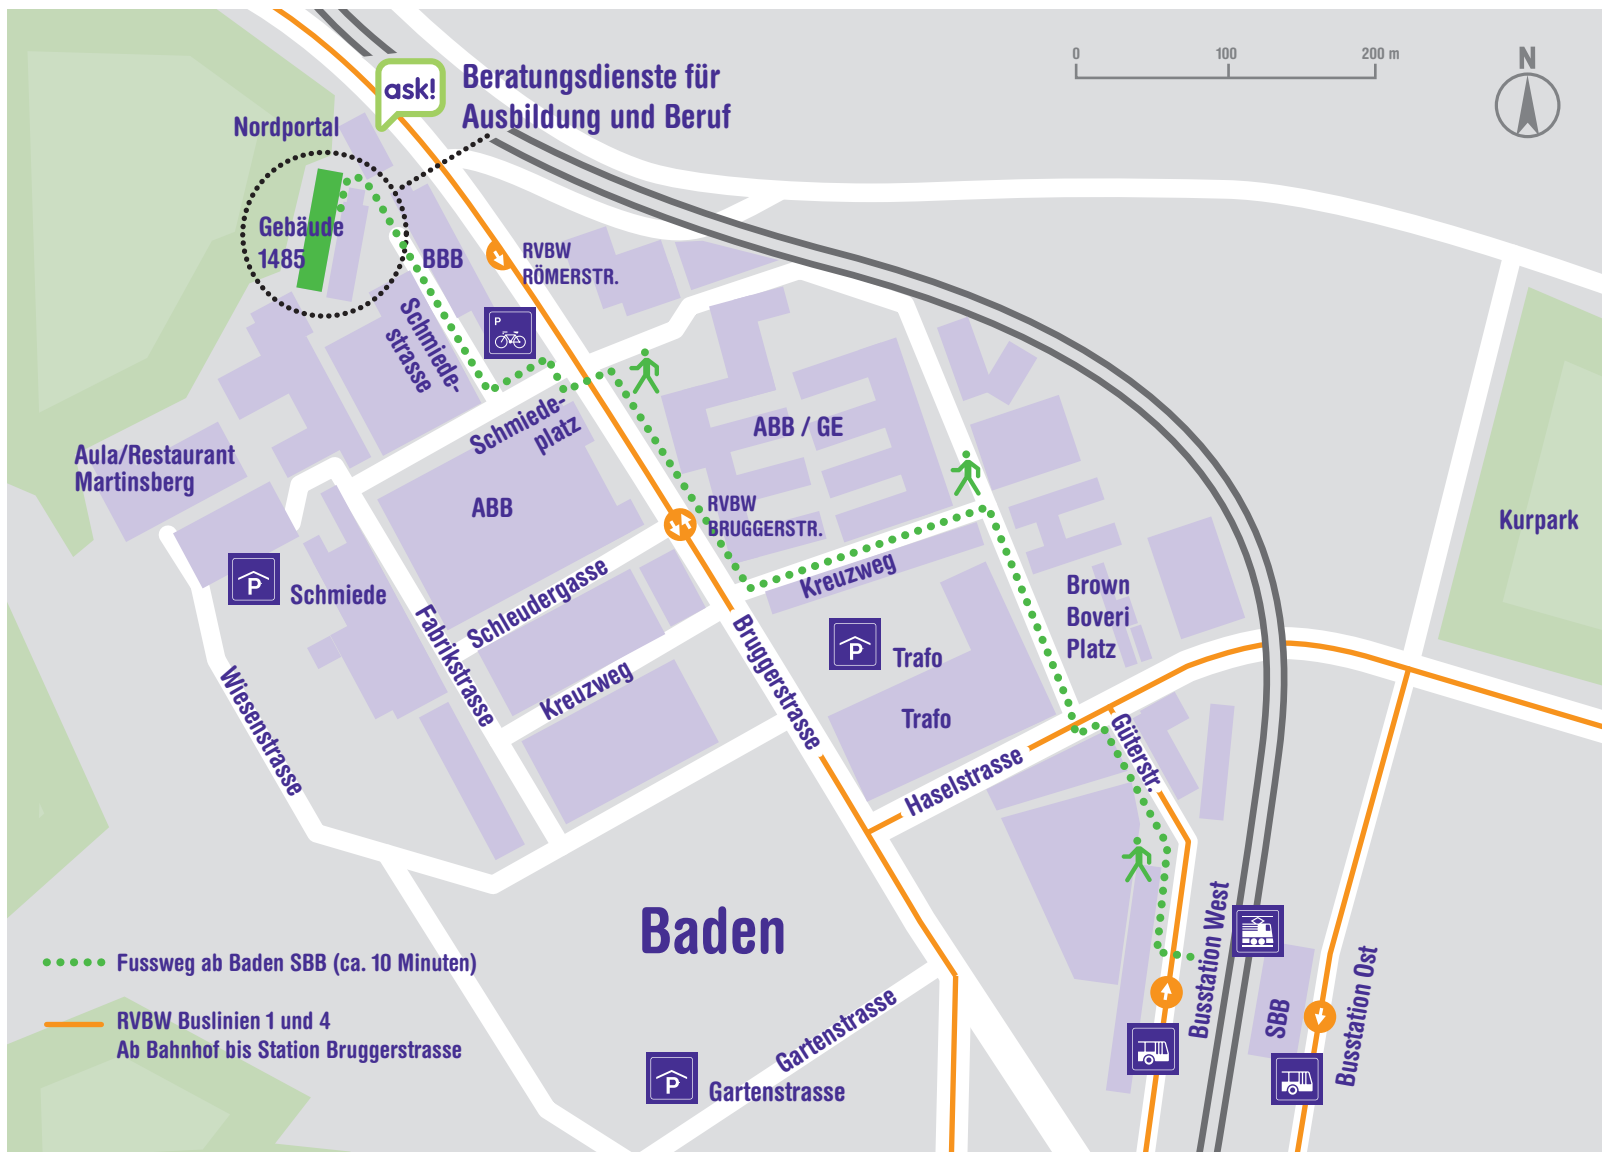 0
100
200 m
N
ask!
Beratungsdienste für
Ausbildung und Beruf
Nordportal
Gebäude
1485
BBB
RVBW
RÖMERSTR.
P
Schmiede-
strasse
Schmiede-
platz
ABB / GE
Aula/Restaurant
Martinsberg
ABB
RVBW
BRUGGERSTR.
Kurpark
P
Schmiede
Schleudergasse
Kreuzweg
Fabrikstrasse
Kreuzweg
Bruggerstrasse
P
Trafo
Trafo
Brown
Boveri
Platz
Wiesenstrasse
Haselstrasse
Güterstr.
Baden
Busstation West
SBB
Busstation Ost
Fussweg ab Baden SBB (ca. 10 Minuten)
RVBW Buslinien 1 und 4
Ab Bahnhof bis Station Bruggerstrasse
Gartenstrasse
P
Gartenstrasse